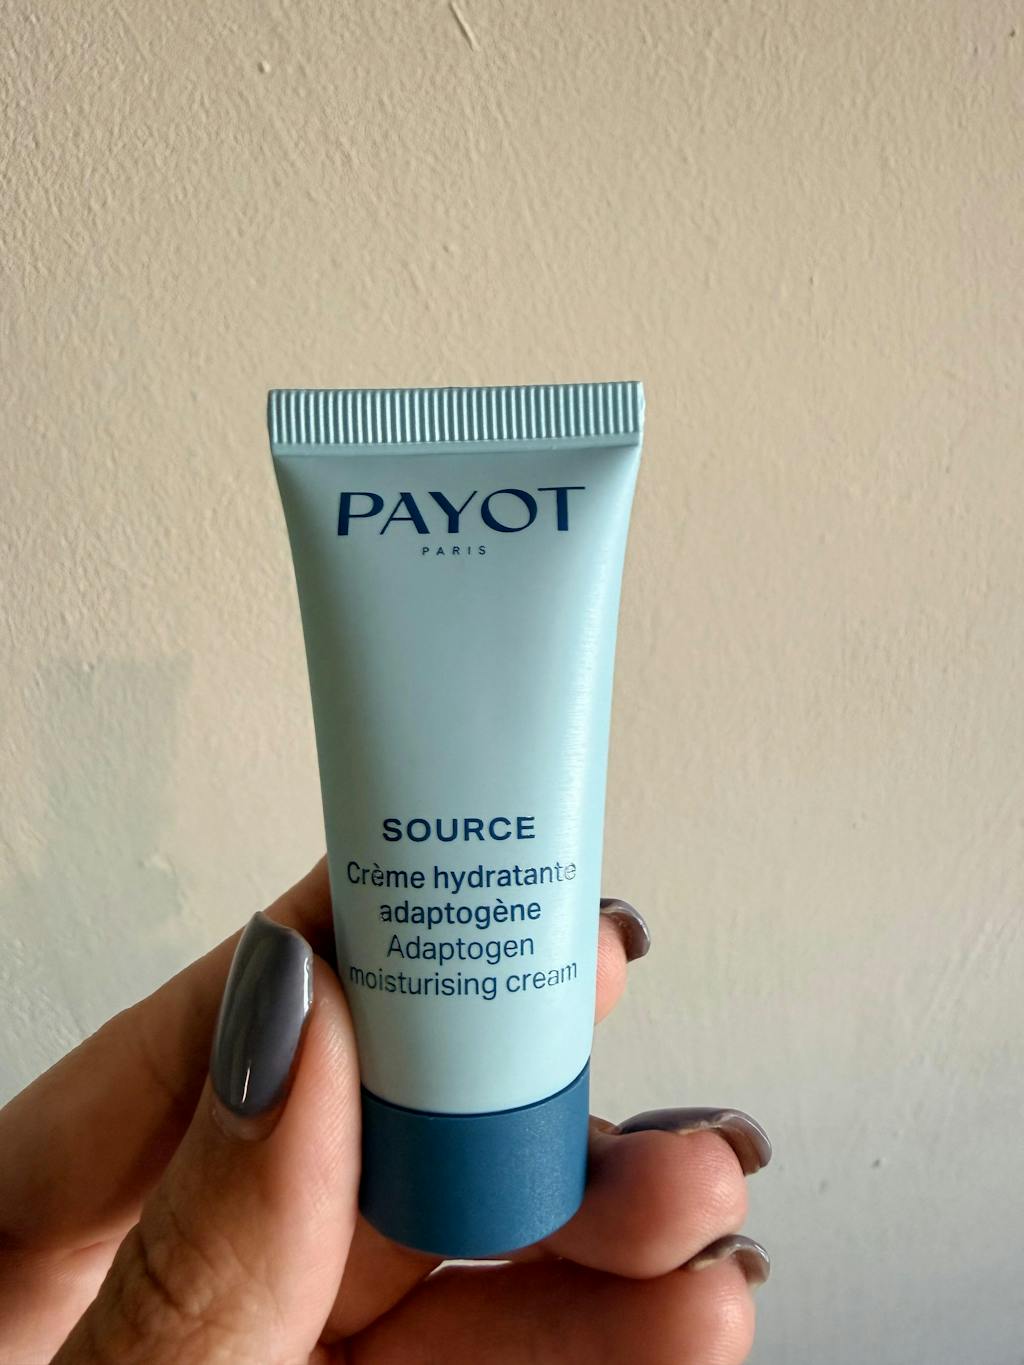 PAYOT
PARIS
SOURCE
Crème hydratante
adaptogène
Adaptogen
moisturising cream